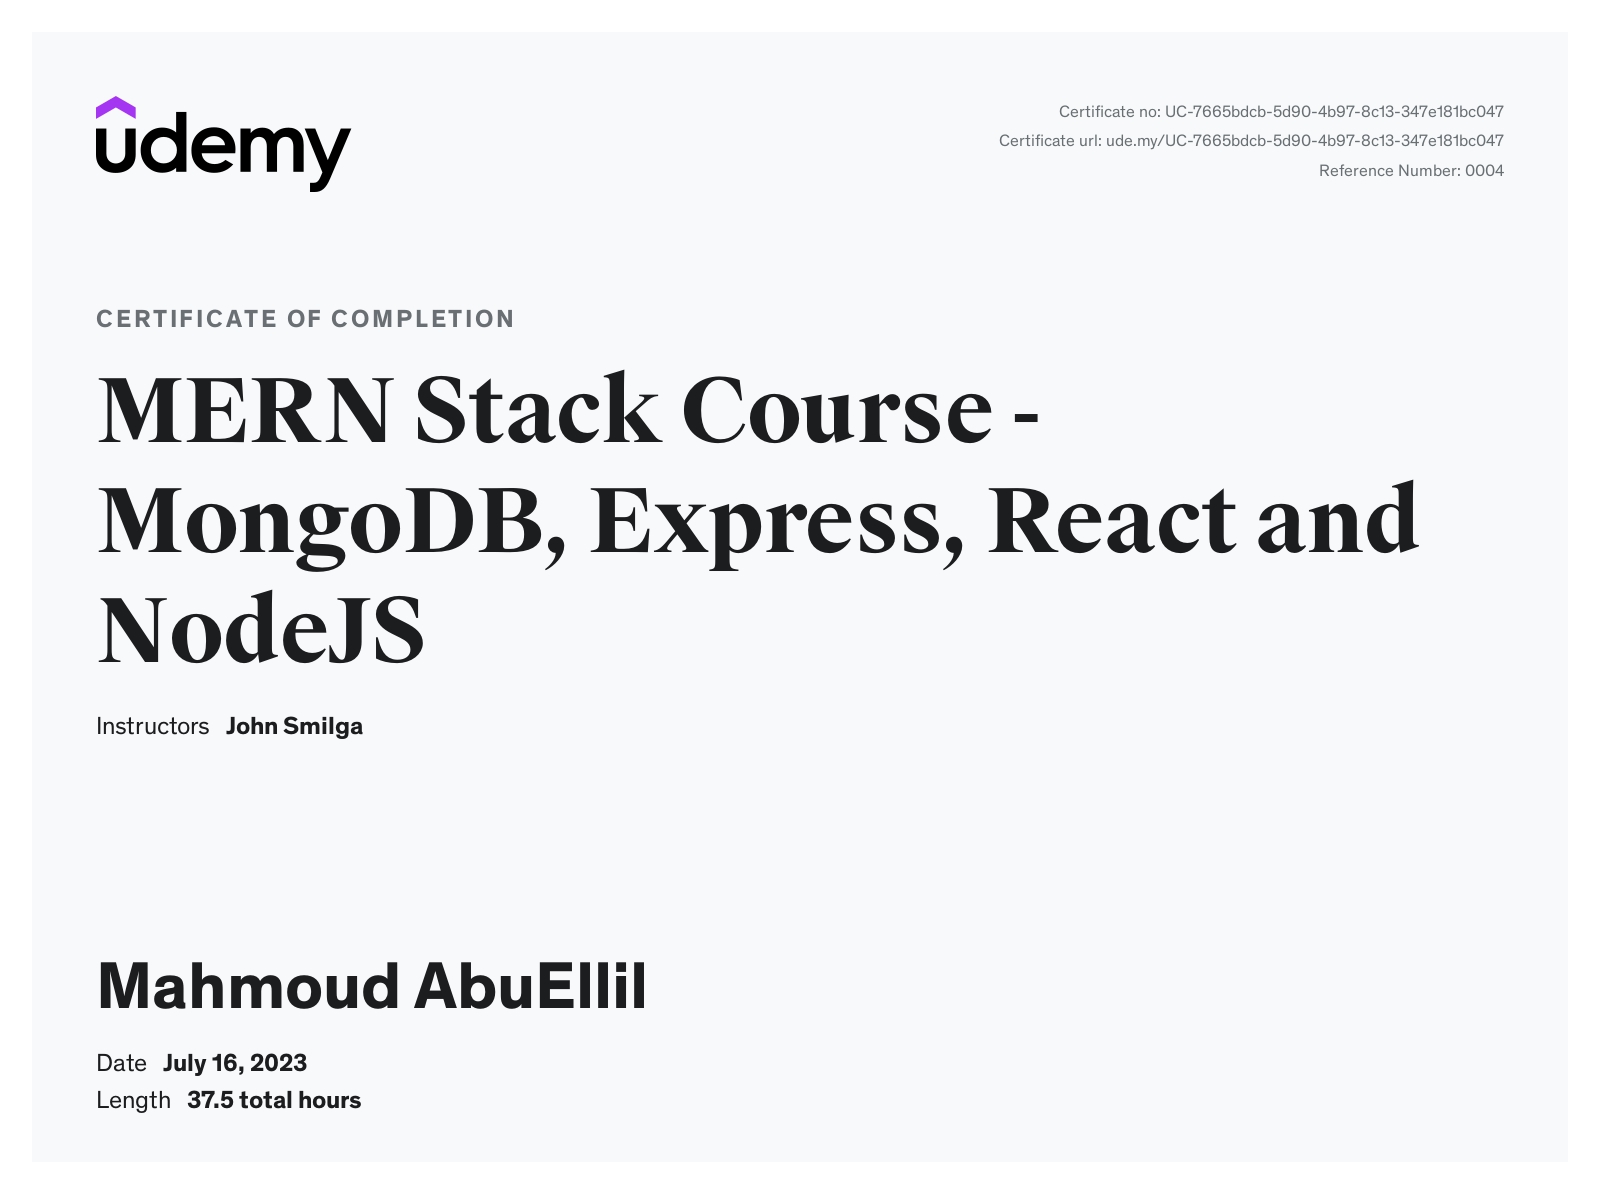 udemy
Certificate no: UC-7665bdcb-5d90-4b97-8c13-347e181bc047
Certificate url: ude.my/UC-7665bdcb-5d90-4b97-8c13-347e181bc047
Reference Number: 0004
CERTIFICATE OF COMPLETION
MERN Stack Course -
MongoDB, Express, React and
NodeJS
Instructors John Smilga
Mahmoud AbuEllil
Date July 16, 2023
Length 37.5 total hours